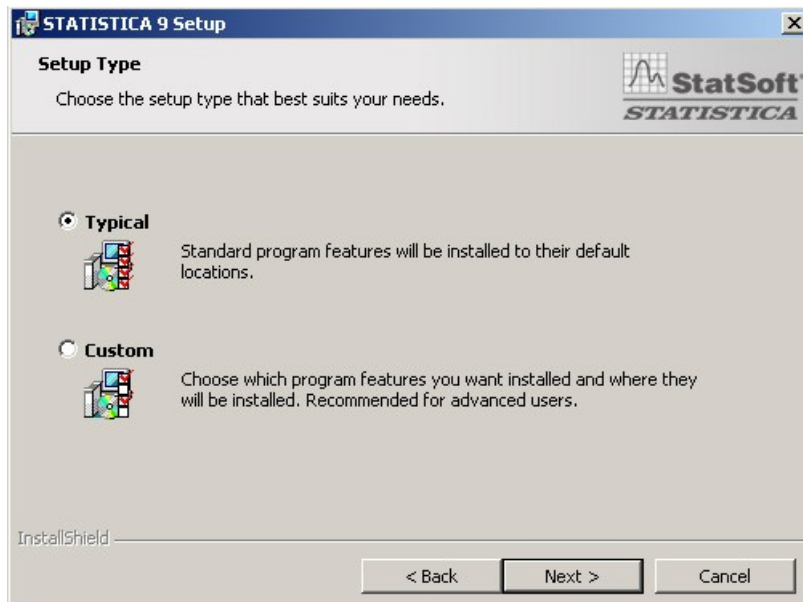 STATISTICA 9 Setup
Setup Type
Choose the setup type that best suits your needs.
StatSoft
STATISTICA
Typical
Standard program features will be installed to their default
locations.
Custom
Choose which program features you want installed and where they
will be installed. Recommended for advanced users.
InstallShield
< Back
Next >
Cancel